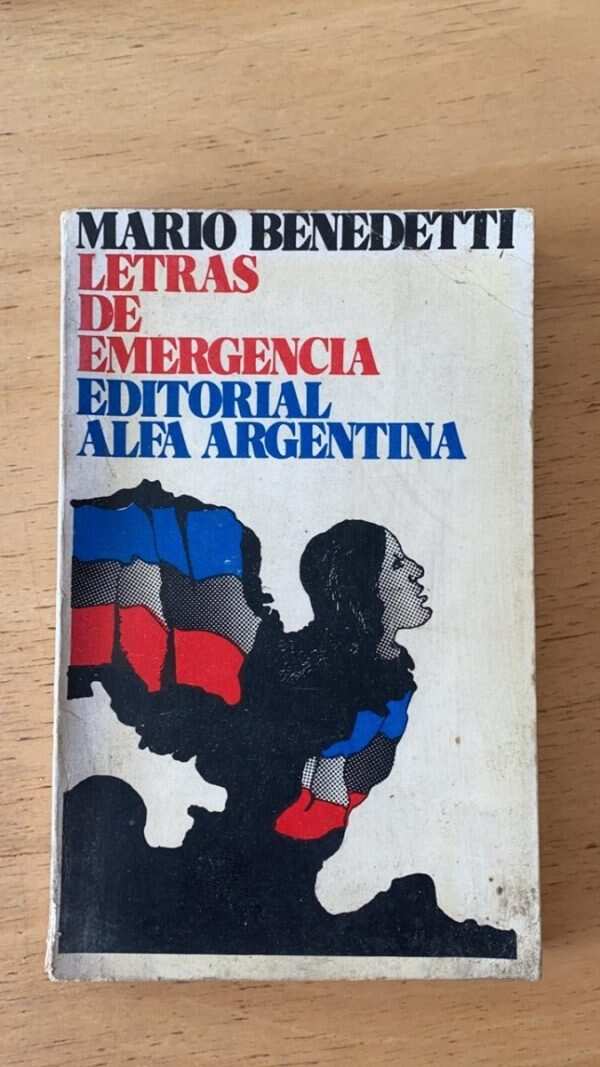 MARIO BENEDETTI
LETRAS
DE
EMERGENCIA
EDITORIAL
ALFA ARGENTINA